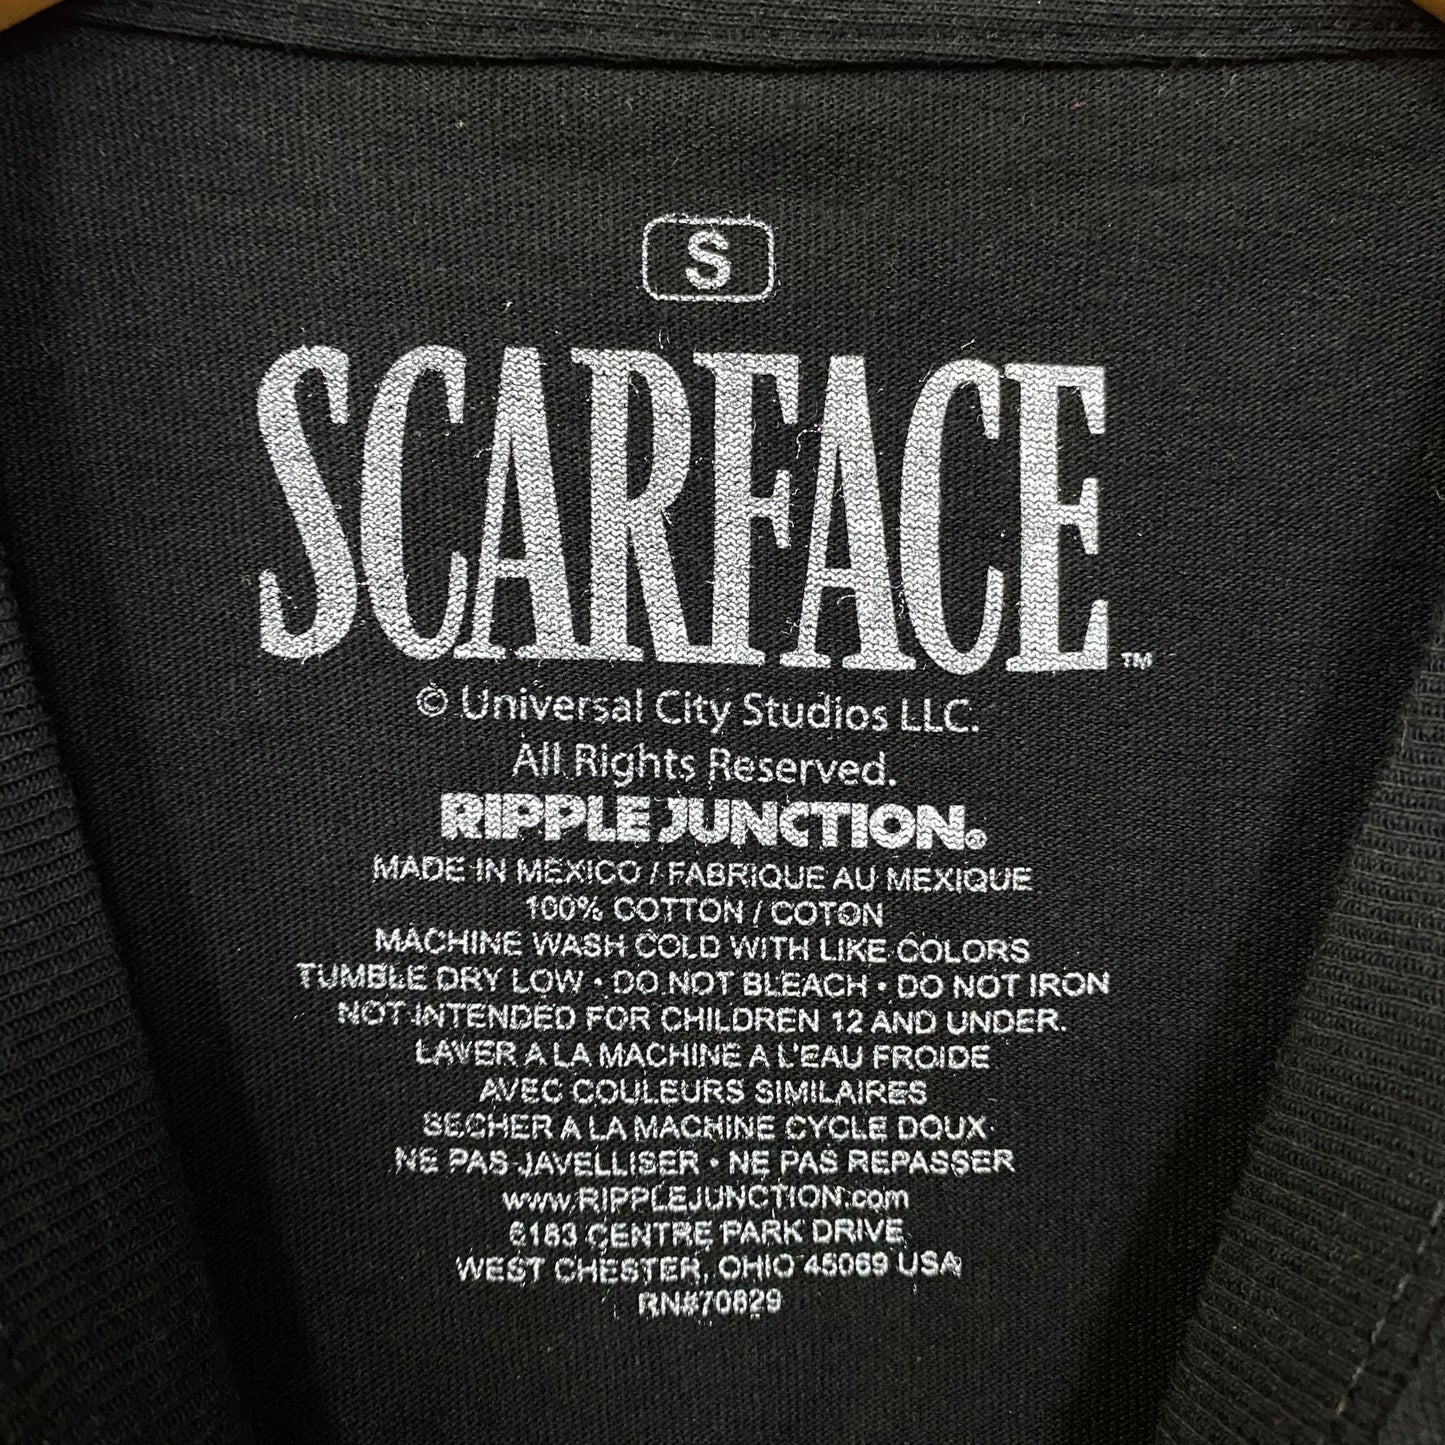 S
SCARFACE™
© Universal City Studios LLC.
All Rights Reserved.
RIPPLE JUNCTION®
MADE IN MEXICO / FABRIQUE AU MEXIQUE
100% COTTON / COTON
MACHINE WASH COLD WITH LIKE COLORS
TUMBLE DRY LOW • DO NOT BLEACH • DO NOT IRON
NOT INTENDED FOR CHILDREN 12 AND UNDER.
LAVER A LA MACHINE A L'EAU FROIDE
AVEC COULEURS SIMILAIRES
SECHER A LA MACHINE CYCLE DOUX
NE PAS JAVELLISER • NE PAS REPASSER
www.RIPPLEJUNCTION.com
6183 CENTRE PARK DRIVE
WEST CHESTER, OHIO 45069 USA
RN#70829